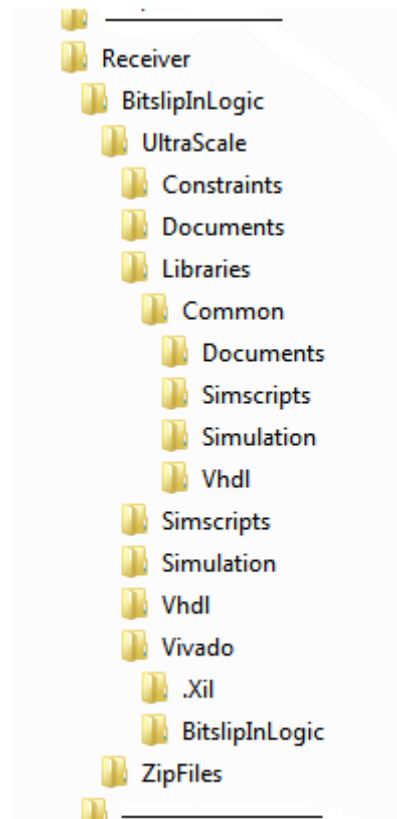 Receiver
BitslipInLogic
UltraScale
Constraints
Documents
Libraries
Common
Documents
Simscripts
Simulation
Vhdl
Simscripts
Simulation
Vhdl
Vivado
.Xil
BitslipInLogic
ZipFiles